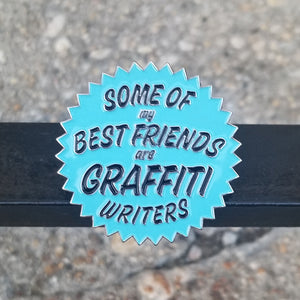 SOME OF
my
BEST FRIENDS
are
GRAFFITI
WRITERS